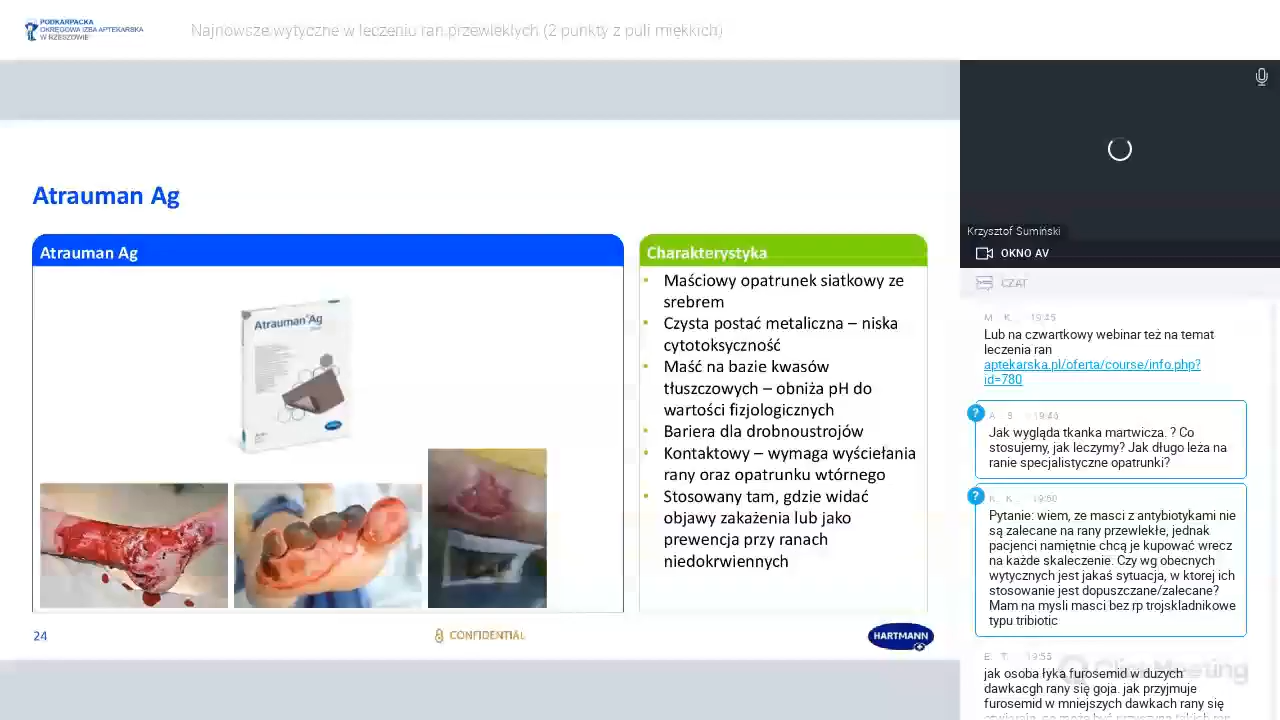 PODKARPACKA
OKRĘGOWA IZBA APTEKARSKA
W RZESZOWIE
Najnowsze wytyczne w leczeniu ran przewlekłych (2 punkty z puli miękkich)
Atrauman Ag
Atrauman Ag
Atrauman Ag
Charakterystyka
• Maściowy opatrunek siatkowy ze
srebrem
• Czysta postać metaliczna – niska
cytotoksyczność
• Maść na bazie kwasów
tłuszczowych – obniża pH do
wartości fizjologicznych
• Bariera dla drobnoustrojów
• Kontaktowy – wymaga wyścielania
rany oraz opatrunku wtórnego
• Stosowany tam, gdzie widać
objawy zakażenia lub jako
prewencja przy ranach
niedokrwiennych
24
CONFIDENTIAL
HARTMANN
Krzysztof Sumiński
OKNO AV
CZAT
M. K. 19:45
Lub na czwartkowy webinar też na temat
leczenia ran
aptekarska.pl/oferta/course/info.php?
id=780
?
Jak wygląda tkanka martwicza. ? Co
stosujemy, jak leczymy? Jak długo leża na
ranie specjalistyczne opatrunki?
?
Pytanie: wiem, ze masci z antybiotykami nie
są zalecane na rany przewlekłe, jednak
pacjenci namiętnie chcą je kupować wrecz
na każde skaleczenie. Czy wg obecnych
wytycznych jest jakaś sytuacja, w ktorej ich
stosowanie jest dopuszczane/zalecane?
Mam na mysli masci bez rp trojskladnikowe
typu tribiotic
E. T. 19:55
ClickMeeting
jak osoba łyka furosemid w dużych
dawkacgh rany się goja. jak przyjmuje
furosemid w mniejszych dawkach rany się